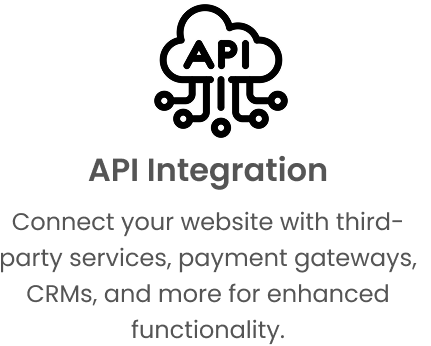 API
API Integration
Connect your website with third-
party services, payment gateways,
CRMs, and more for enhanced
functionality.